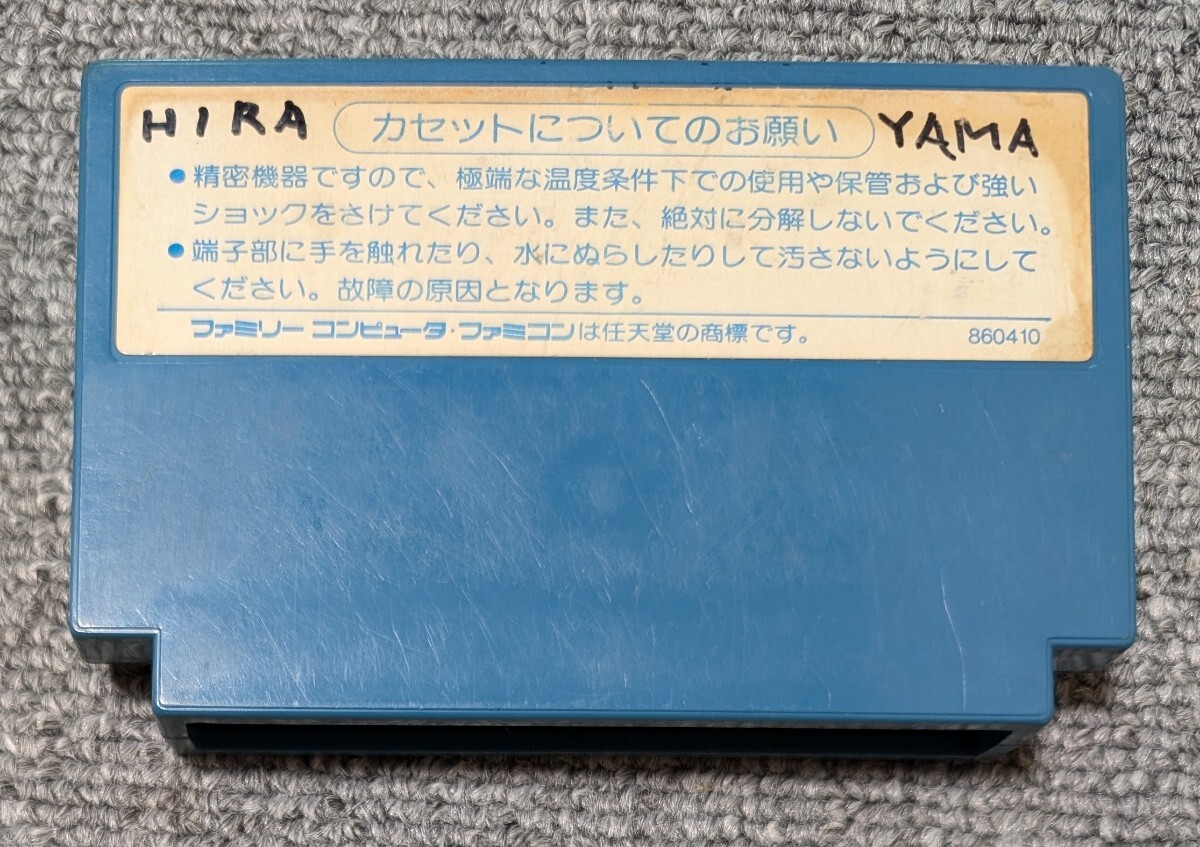 HIRA カセットについてのお願い YAMA
●精密機器ですので、極端な温度条件下での使用や保管および強い
ショックをさけてください。また、絶対に分解しないでください。
●端子部に手を触れたり、水にぬらしたりして汚さないようにして
ください。故障の原因となります。
ファミリー コンピュータ・ファミコンは任天堂の商標です。 860410